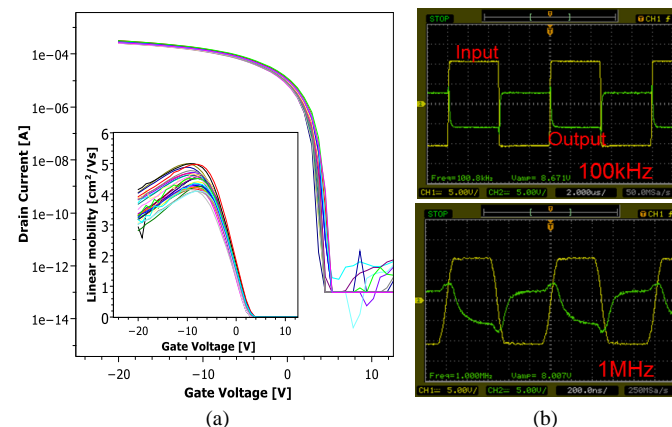 1e−04
1e−06
1e−08
1e−10
1e−12
1e−14
Drain Current [A]
−20
−10
0
10
Gate Voltage [V]
6
5
4
3
2
1
0
Linear mobility [cm²/Vs]
−20
−15
−10
−5
0
5
10
Gate Voltage [V]
(a)
STOP
CH1
Input
Output
Freq=100.8kHz
Vamp=8.671V
100kHz
CH1= 5.00V/
CH2= 5.00V/
2.000us/
50.0MSa/s
STOP
CH1
Freq=1.000MHz
Vamp=8.007V
1MHz
CH1= 5.00V/
CH2= 5.00V/
200.0ns/
250MSa/s
(b)